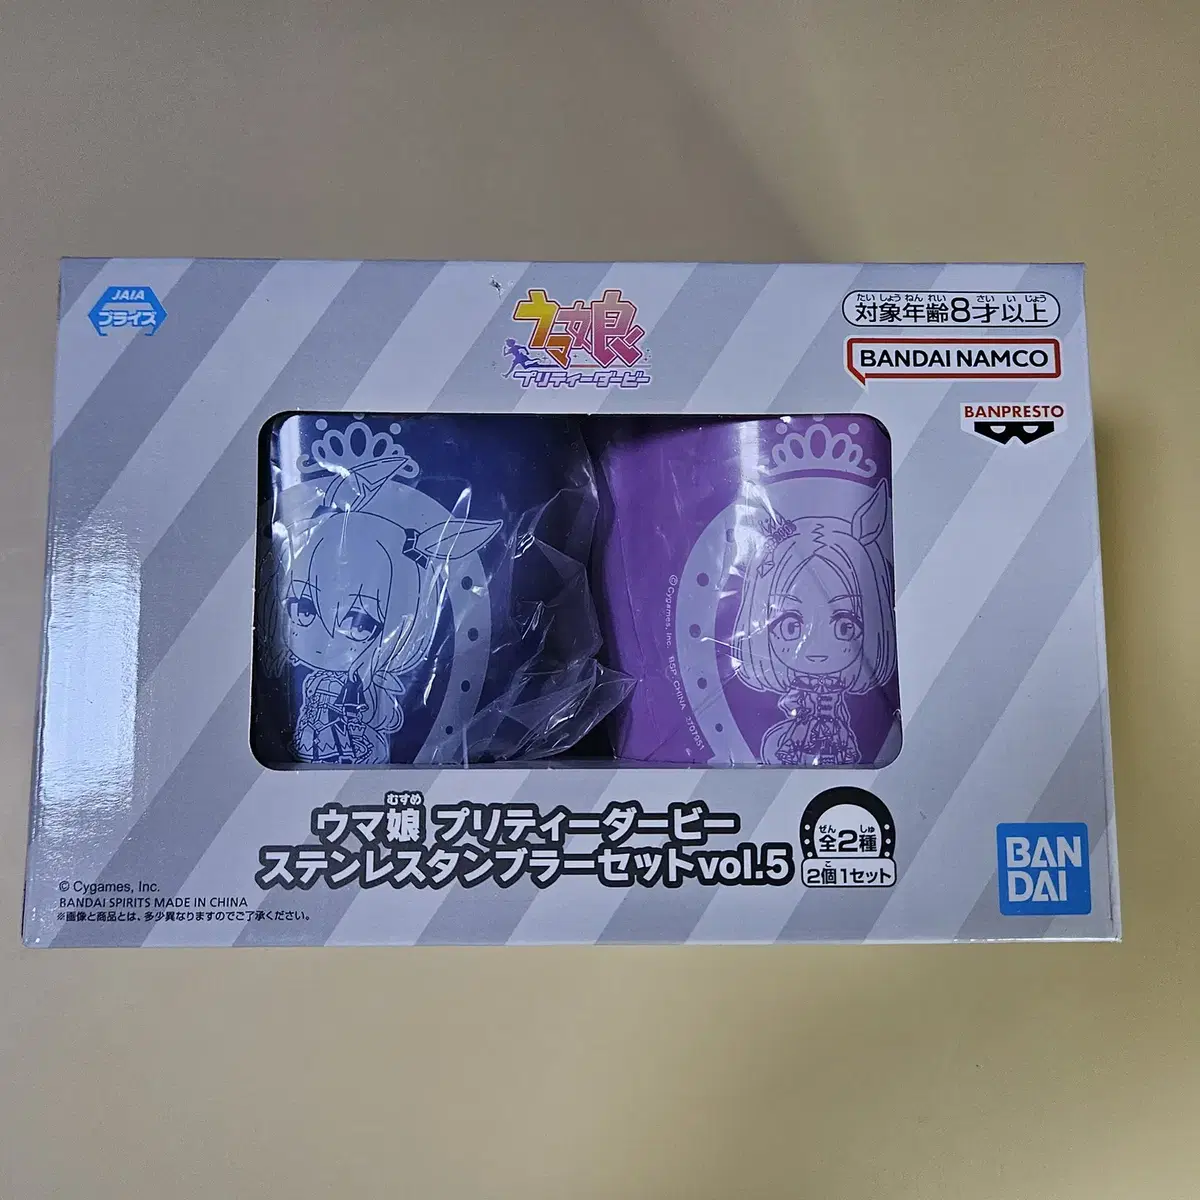 JAIA
プライズ
ウマ娘
プリティーダービー
たいしょうねんれい さいいじょう
対象年齢8才以上
BANDAI NAMCO
BANPRESTO
© Cygames, Inc. BSP CHINA 2707951
むすめ
ウマ娘 プリティーダービー
ステンレスタンブラーセットvol.5
ぜん しゅ
全2種
こ
2個1セット
BAN
DAI
© Cygames, Inc.
BANDAI SPIRITS MADE IN CHINA
※画像と商品とは、多少異なりますのでご了承ください。